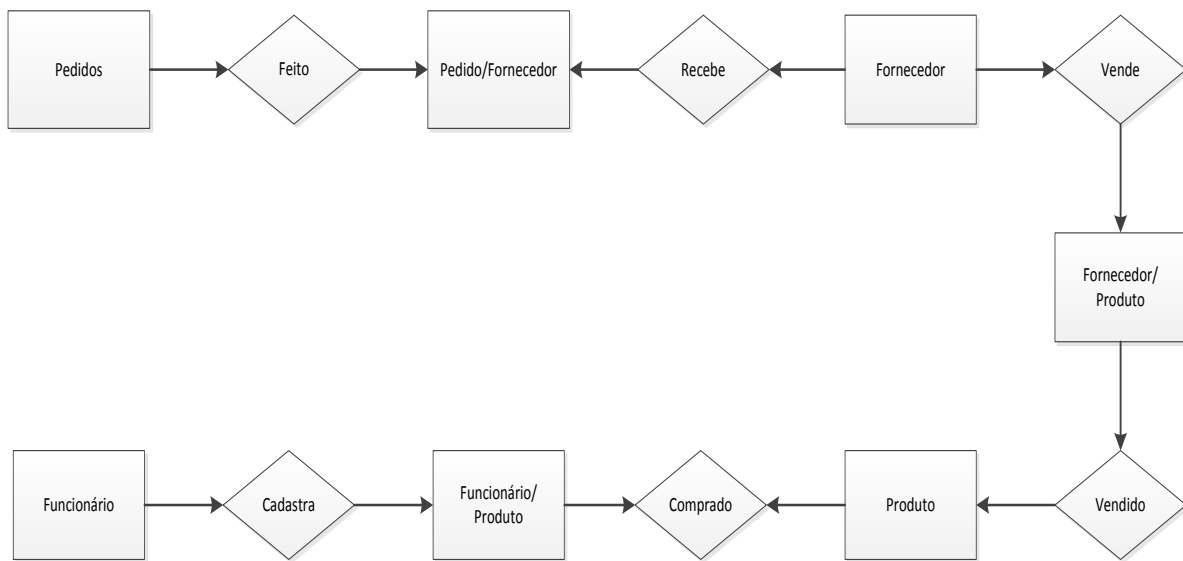 Pedidos
Feito
Pedido/Fornecedor
Recebe
Fornecedor
Vende
Fornecedor/
Produto
Funcionário
Cadastra
Funcionário/
Produto
Comprado
Produto
Vendido